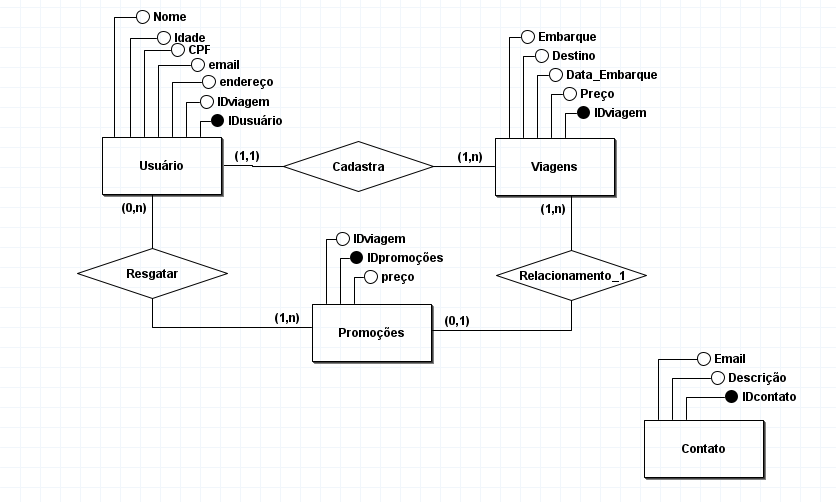 Nome
Idade
CPF
email
endereço
IDviagem
IDusuário
Usuário
(1,1)
Cadastra
(1,n)
Embarque
Destino
Data_Embarque
Preço
IDviagem
Viagens
(0,n)
(1,n)
Resgatar
IDviagem
IDpromoções
preço
Relacionamento_1
(1,n)
Promoções
(0,1)
Email
Descrição
IDcontato
Contato